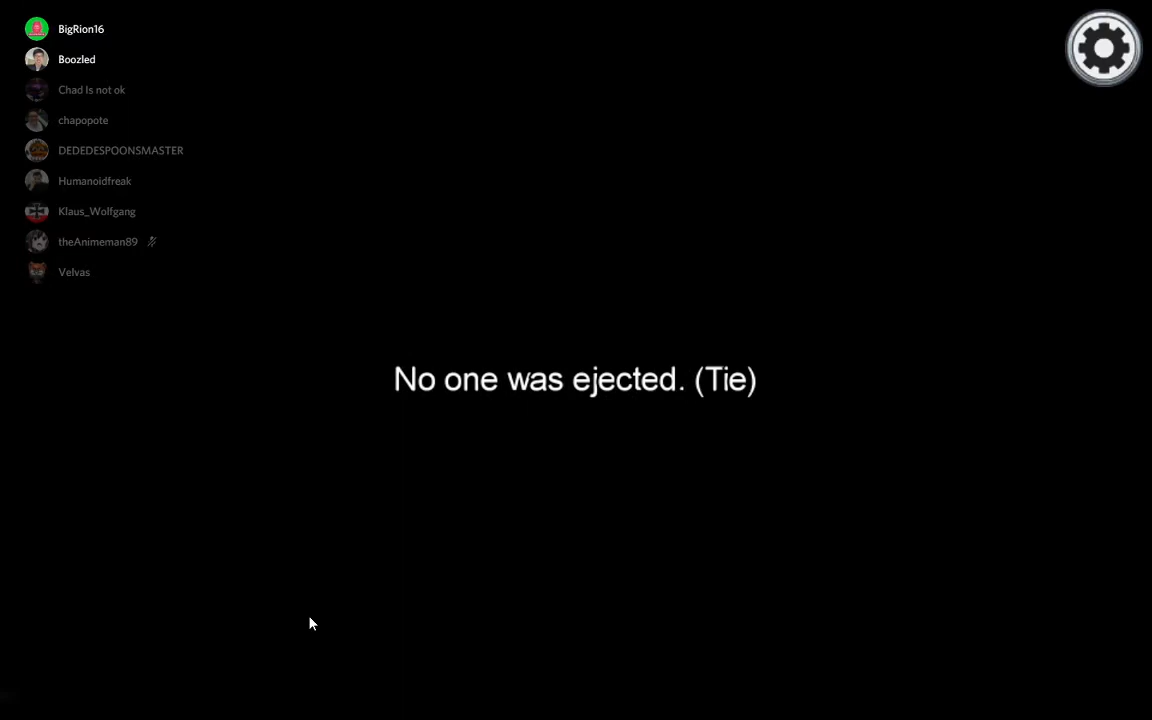 BigRion16
Boozled
Chad Is not ok
chapopote
DEDEDESPOONSMASTER
Humanoidfreak
Klaus_Wolfgang
theAnimeman89
Velvas
No one was ejected. (Tie)